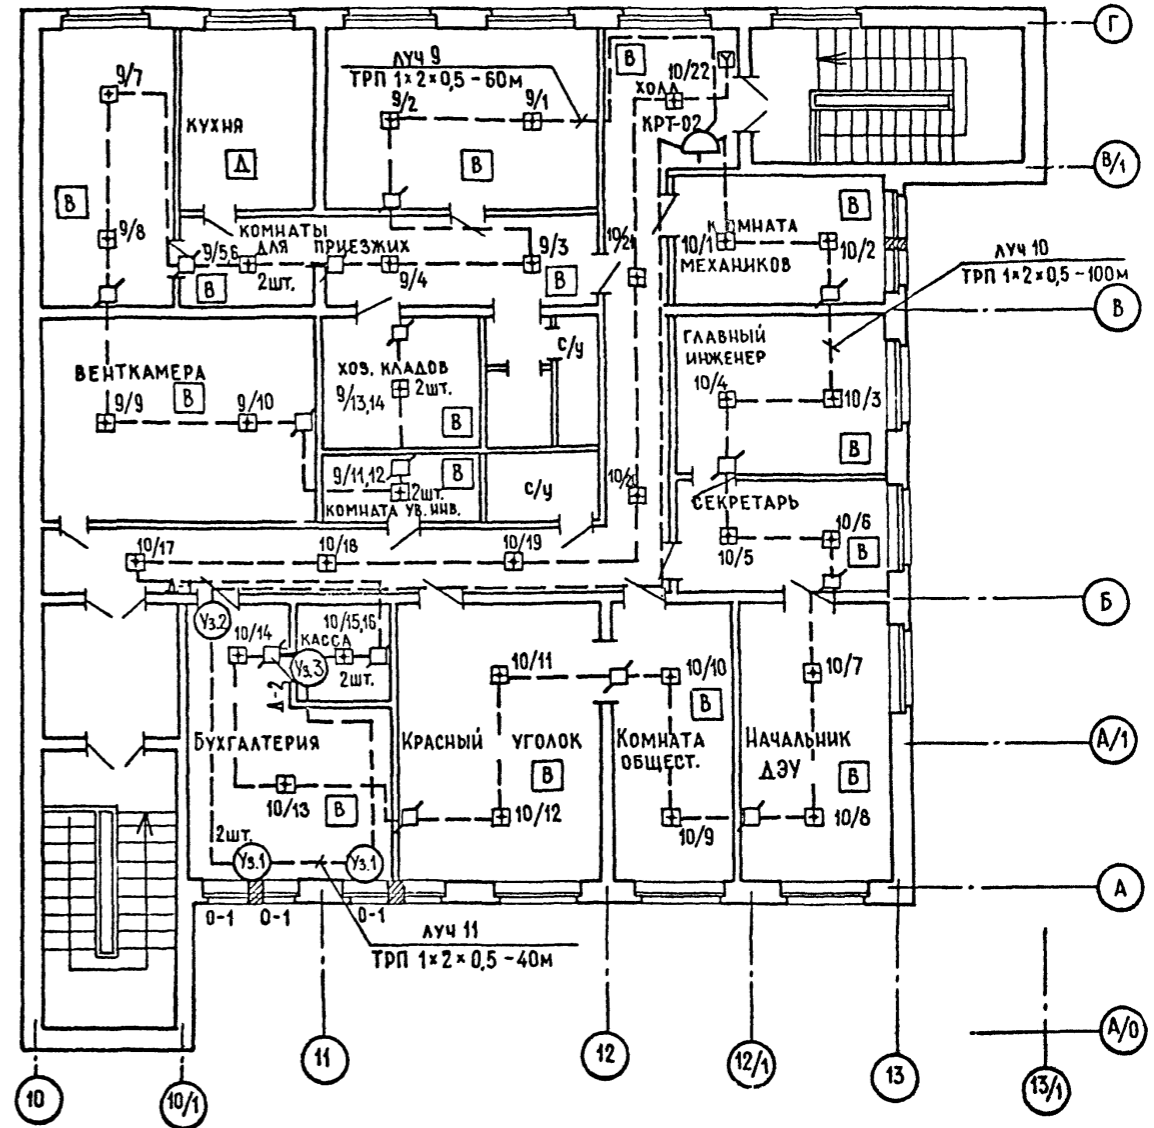 Г
ЛУЧ 9
ТРП 1×2×0,5 - 60м
В
10/22
ХОЛЛ
КРТ-02
9/7
9/2
9/1
КУХНЯ
Д
В
В/1
В
9/8
КОМНАТЫ
ДЛЯ ПРИЕЗЖИХ
9/5,6
2шт.
В
9/4
9/3
В
10/21
10/1
КОМНАТА
МЕХАНИКОВ
В
10/2
ЛУЧ 10
ТРП 1×2×0,5 - 100м
В
ВЕНТКАМЕРА
В
9/9
9/10
ХОЗ. КЛАДОВ
9/13,14
2шт.
В
С/У
ГЛАВНЫЙ
ИНЖЕНЕР
10/4
10/3
В
9/11,12
В
2шт.
КОМНАТА УВ. ИНВ.
С/У
СЕКРЕТАРЬ
10/5
10/6
В
10/17
10/18
10/19
Б
УЗ.2
10/14
10/15,16
КАССА
УЗ.3
2шт.
Д-2
10/11
10/10
В
10/7
БУХГАЛТЕРИЯ
КРАСНЫЙ УГОЛОК
КОМНАТА
ОБЩЕСТ.
НАЧАЛЬНИК
ДЭУ
А/1
10/13
В
В
В
10/12
10/9
10/8
2шт.
УЗ.1
УЗ.1
А
0-1
0-1
0-1
ЛУЧ 11
ТРП 1×2×0,5 - 40м
А/0
10
10/1
11
12
12/1
13
13/1